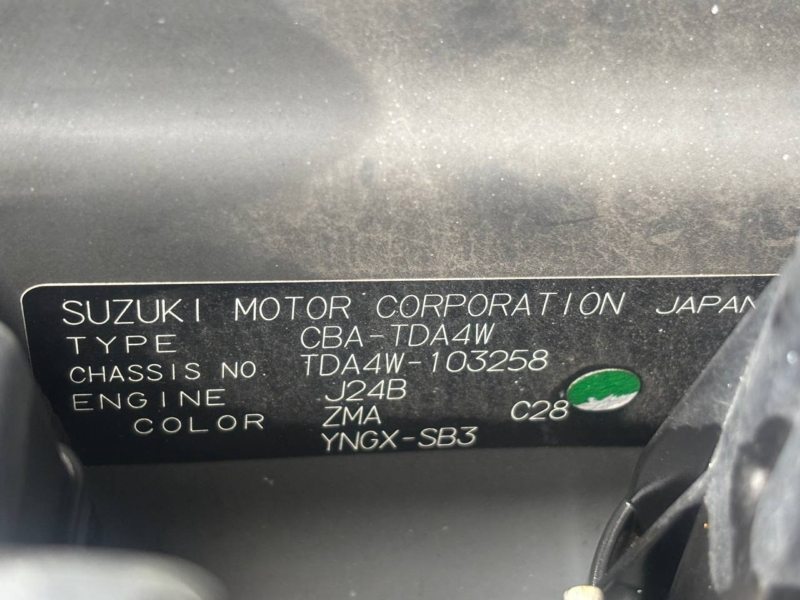 SUZUKI MOTOR CORPORATION JAPAN
TYPE CBA-TDA4W
CHASSIS NO. TDA4W-103258
ENGINE J24B
COLOR ZMA C28
YNGX-SB3